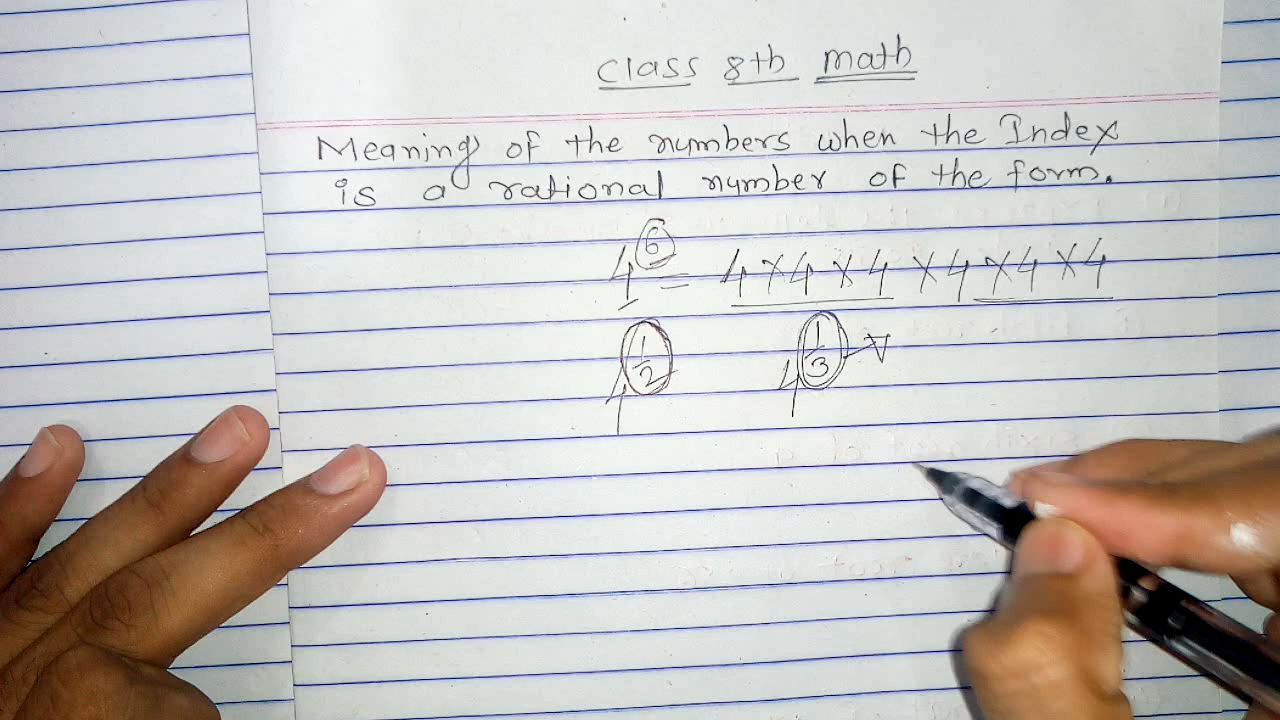 Class 8th math
Meaning of the numbers when the Index
is a rational number of the form.
4^6 = 4 × 4 × 4 × 4 × 4 × 4
4^1/2 4^1/3